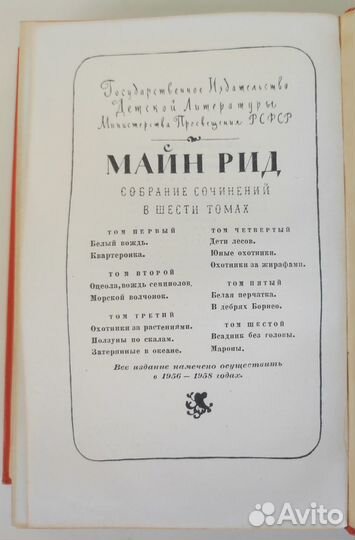 Государственное Издательство
Детской Литературы
Министерства Просвещения РСФСР
МАЙН РИД
СОБРАНИЕ СОЧИНЕНИЙ
В ШЕСТИ ТОМАХ
ТОМ ПЕРВЫЙ
Белый вождь.
Квартеронка.
ТОМ ВТОРОЙ
Оцеола, вождь семинолов.
Морской волчонок.
ТОМ ТРЕТИЙ
Охотники за растениями.
Ползуны по скалам.
Затерянные в океане.
ТОМ ЧЕТВЕРТЫЙ
Дети лесов.
Юные охотники.
Охотники за жирафами.
ТОМ ПЯТЫЙ
Белая перчатка.
В дебрях Борнео.
ТОМ ШЕСТОЙ
Всадник без головы.
Мароны.
Все издание намечено осуществить
в 1956 — 1958 годах.
Avito